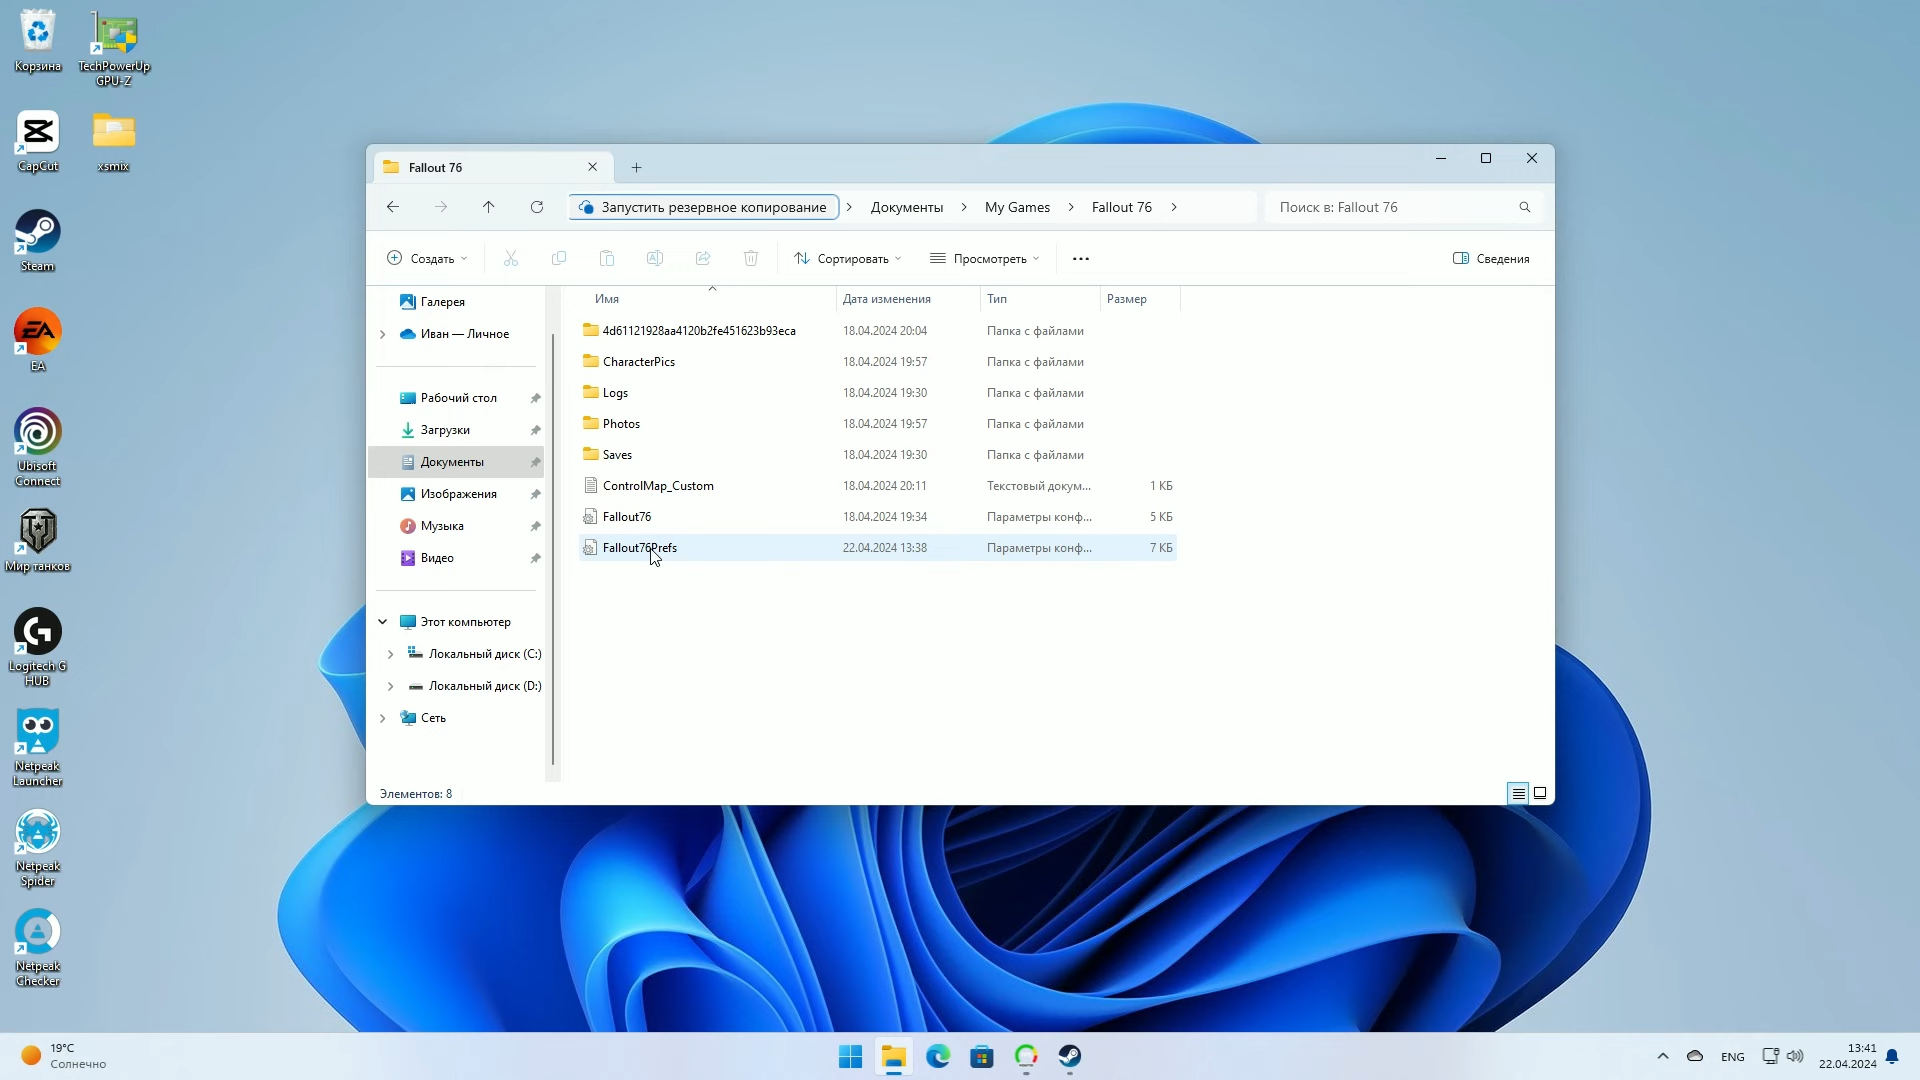 Корзина
TechPowerUp
GPU-Z
CapCut
xsmix
Steam
EA
EA
Ubisoft
Connect
Мир танков
Logitech G
HUB
Netpeak
Launcher
Netpeak
Spider
Netpeak
Checker
Fallout 76
Запустить резервное копирование
Документы
My Games
Fallout 76
Поиск в: Fallout 76
Создать
Сортировать
Просмотреть
Сведения
Галерея
Иван — Личное
Рабочий стол
Загрузки
Документы
Изображения
Музыка
Видео
Этот компьютер
Локальный диск (C:)
Локальный диск (D:)
Сеть
Имя Дата изменения Тип Размер
4d61121928aa4120b2fe451623b93eca 18.04.2024 20:04 Папка с файлами
CharacterPics 18.04.2024 19:57 Папка с файлами
Logs 18.04.2024 19:30 Папка с файлами
Photos 18.04.2024 19:57 Папка с файлами
Saves 18.04.2024 19:30 Папка с файлами
ControlMap_Custom 18.04.2024 20:11 Текстовый докум... 1 КБ
Fallout76 18.04.2024 19:34 Параметры конф... 5 КБ
Fallout76Prefs 22.04.2024 13:38 Параметры конф... 7 КБ
Элементов: 8
19°C
Солнечно
ENG
13:41
22.04.2024